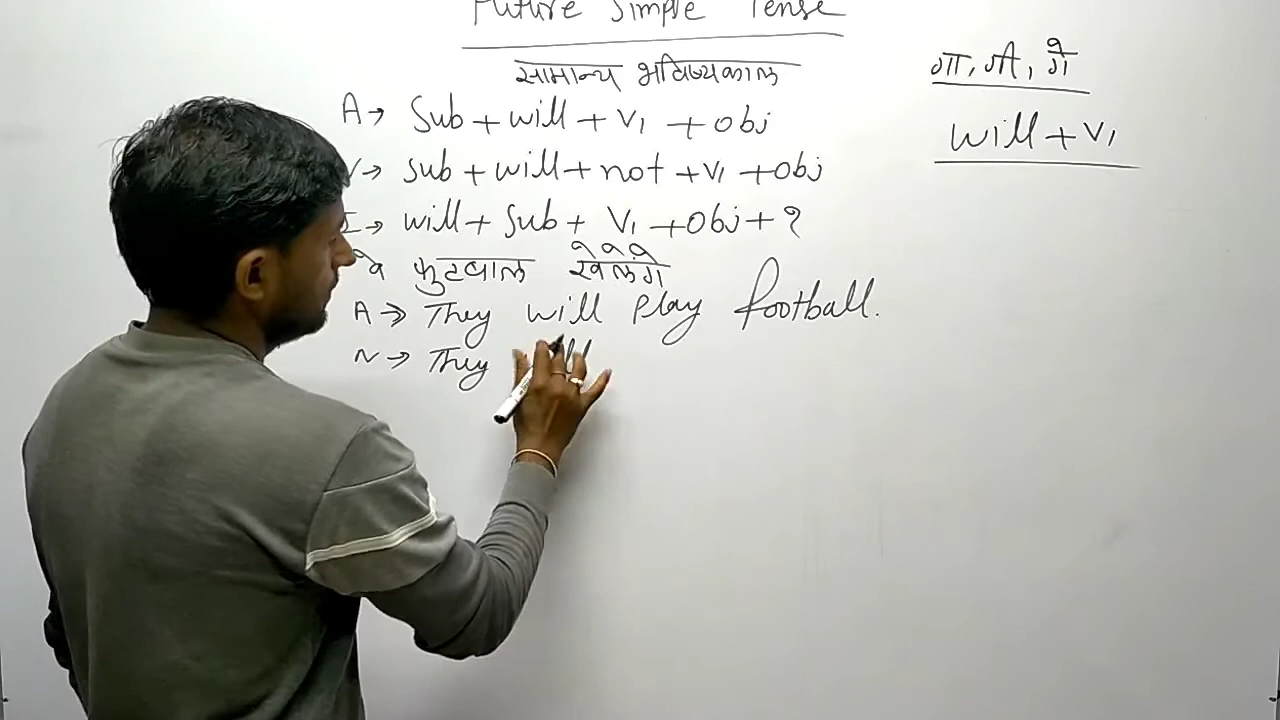 Future Simple Tense
सामान्य भविष्यकाल
A→ Sub + will + V₁ + obj
N→ sub + will + not + V₁ + obj
I→ will + Sub + V₁ + obj + ?
वे फुटबाल खेलेंगे
A→ They will play football.
N→ They
गा, गी, गे
will + V₁